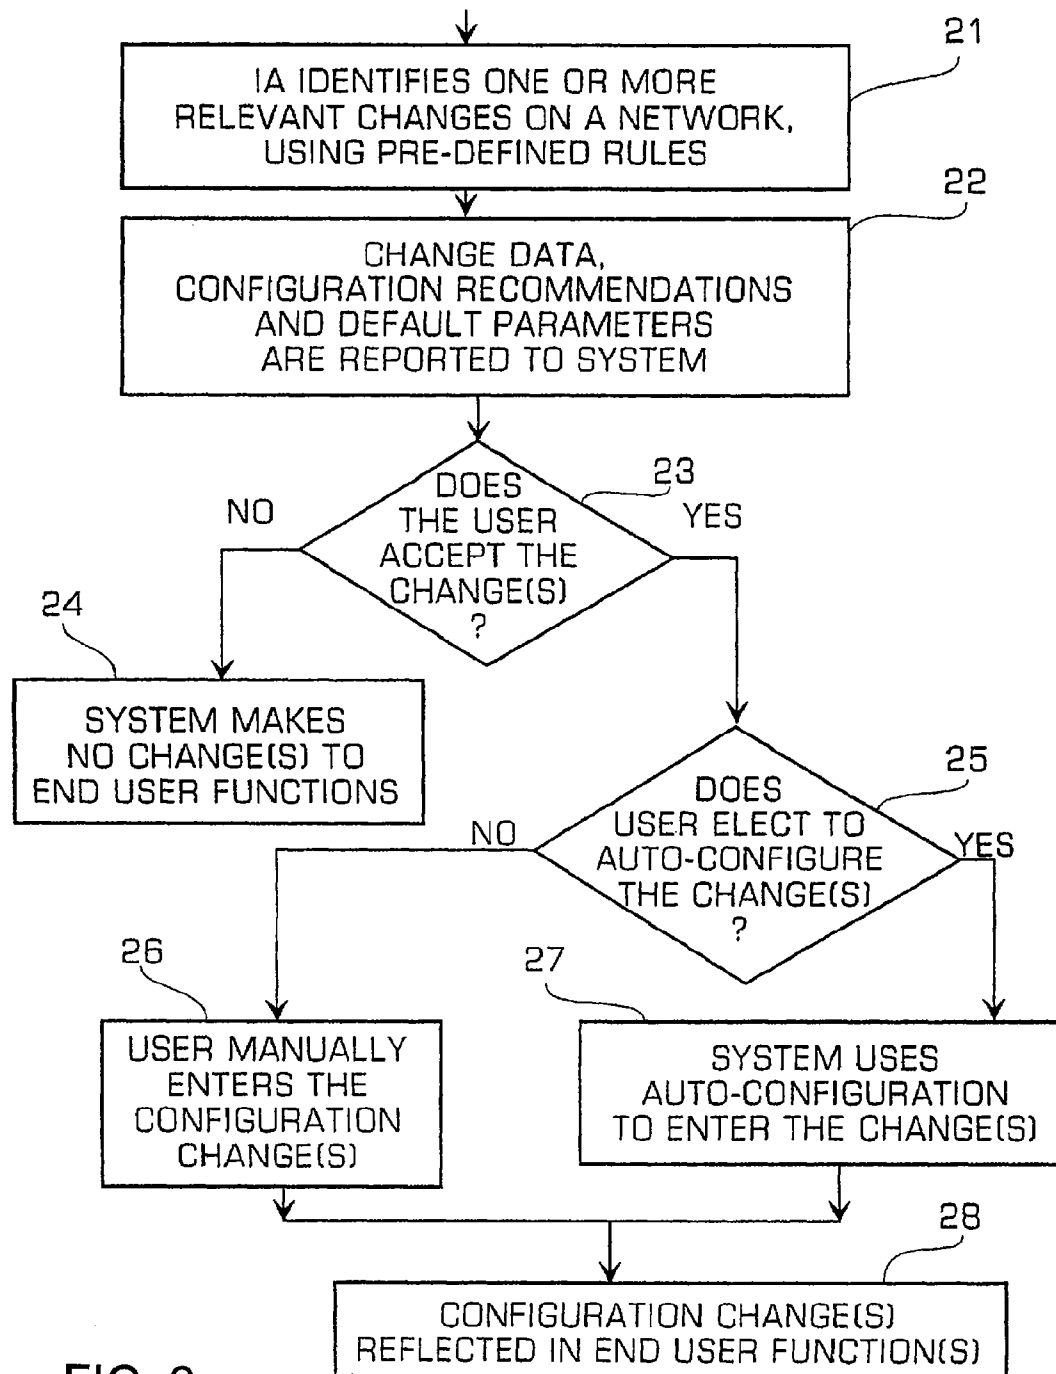 21
IA IDENTIFIES ONE OR MORE
RELEVANT CHANGES ON A NETWORK,
USING PRE-DEFINED RULES
22
CHANGE DATA,
CONFIGURATION RECOMMENDATIONS
AND DEFAULT PARAMETERS
ARE REPORTED TO SYSTEM
23
NO
YES
DOES
THE USER
ACCEPT THE
CHANGE(S)
?
24
SYSTEM MAKES
NO CHANGE(S) TO
END USER FUNCTIONS
25
NO
YES
DOES
USER ELECT TO
AUTO-CONFIGURE
THE CHANGE(S)
?
26
USER MANUALLY
ENTERS THE
CONFIGURATION
CHANGE(S)
27
SYSTEM USES
AUTO-CONFIGURATION
TO ENTER THE CHANGE(S)
28
CONFIGURATION CHANGE(S)
REFLECTED IN END USER FUNCTION(S)
FIG.